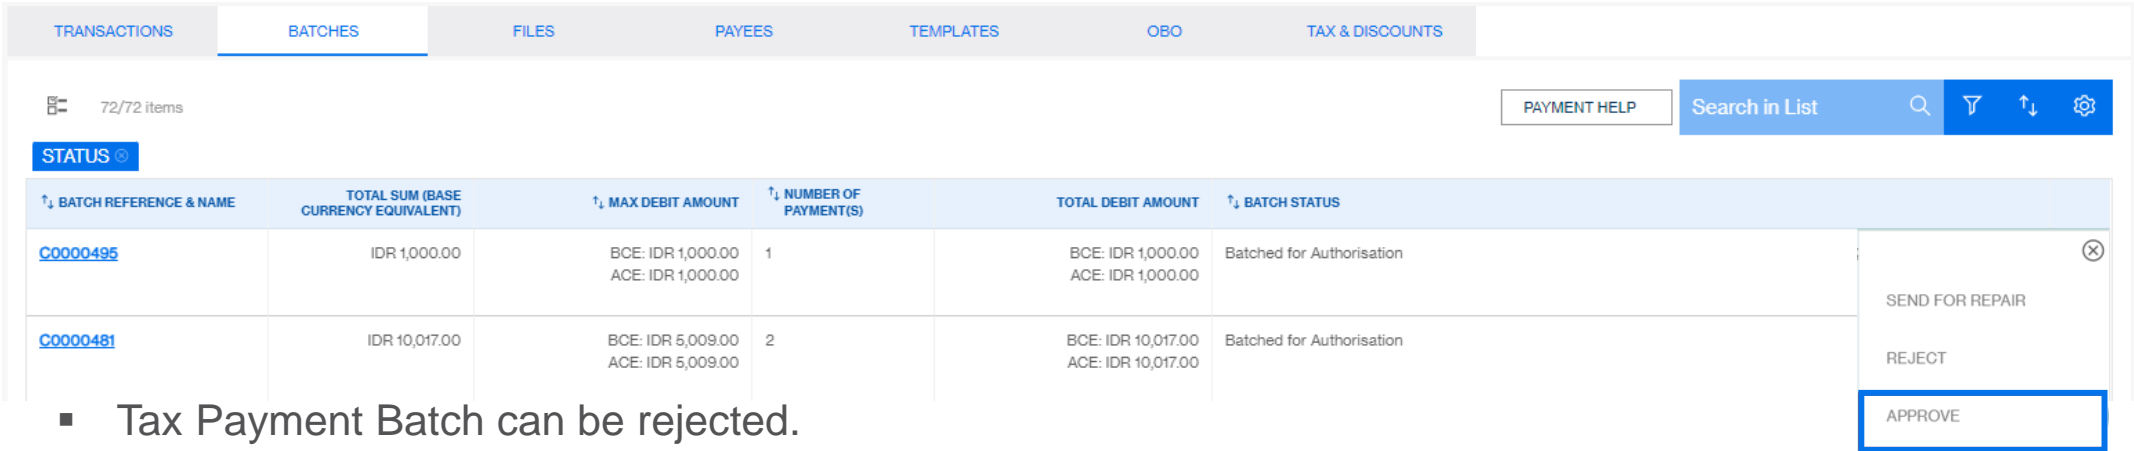 TRANSACTIONS BATCHES FILES PAYEES TEMPLATES OBO TAX & DISCOUNTS
72/72 items PAYMENT HELP Search in List
STATUS
BATCH REFERENCE & NAME TOTAL SUM (BASE CURRENCY EQUIVALENT) MAX DEBIT AMOUNT NUMBER OF PAYMENT(S) TOTAL DEBIT AMOUNT BATCH STATUS
C0000495 IDR 1,000.00 BCE: IDR 1,000.00 1 BCE: IDR 1,000.00 Batched for Authorisation
ACE: IDR 1,000.00 ACE: IDR 1,000.00
SEND FOR REPAIR
C0000481 IDR 10,017.00 BCE: IDR 5,009.00 2 BCE: IDR 10,017.00 Batched for Authorisation
ACE: IDR 5,009.00 ACE: IDR 10,017.00
REJECT
APPROVE
▪ Tax Payment Batch can be rejected.